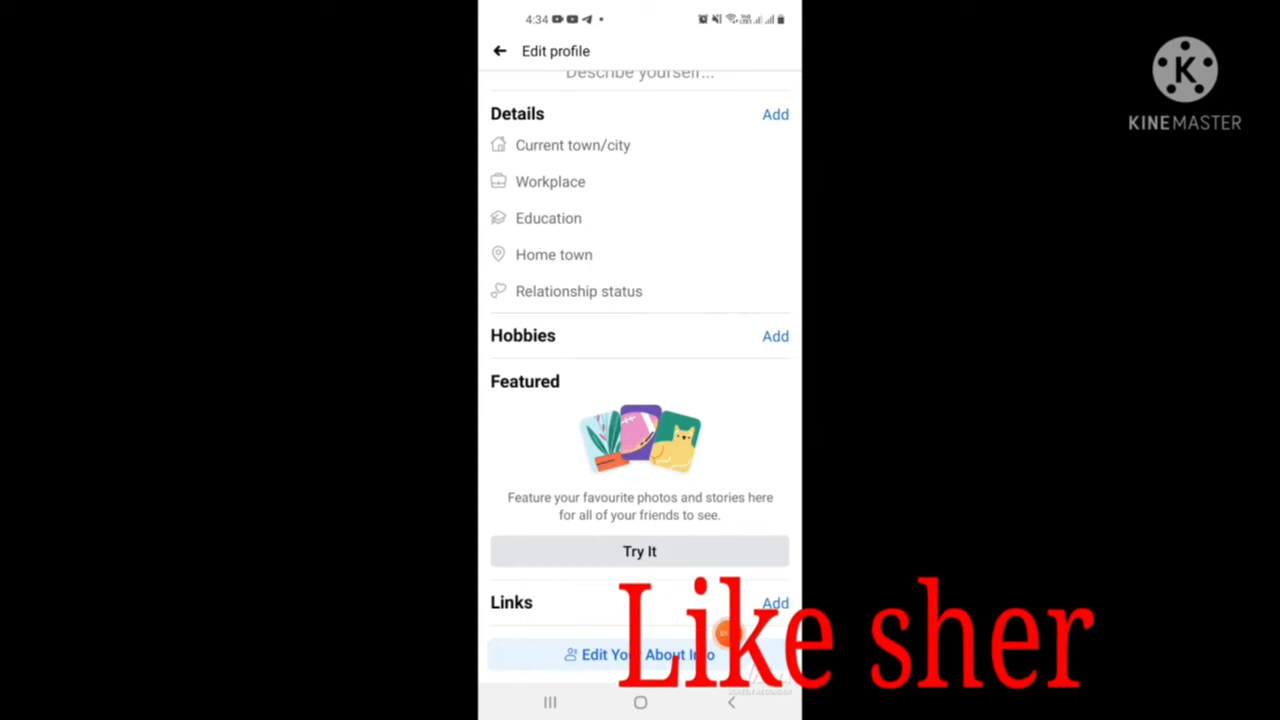 4:34
Edit profile
KINEMASTER
Describe yourself...
Details Add
Current town/city
Workplace
Education
Home town
Relationship status
Hobbies Add
Featured
Feature your favourite photos and stories here
for all of your friends to see.
Try It
Links Add
Edit Your About Info
Like sher